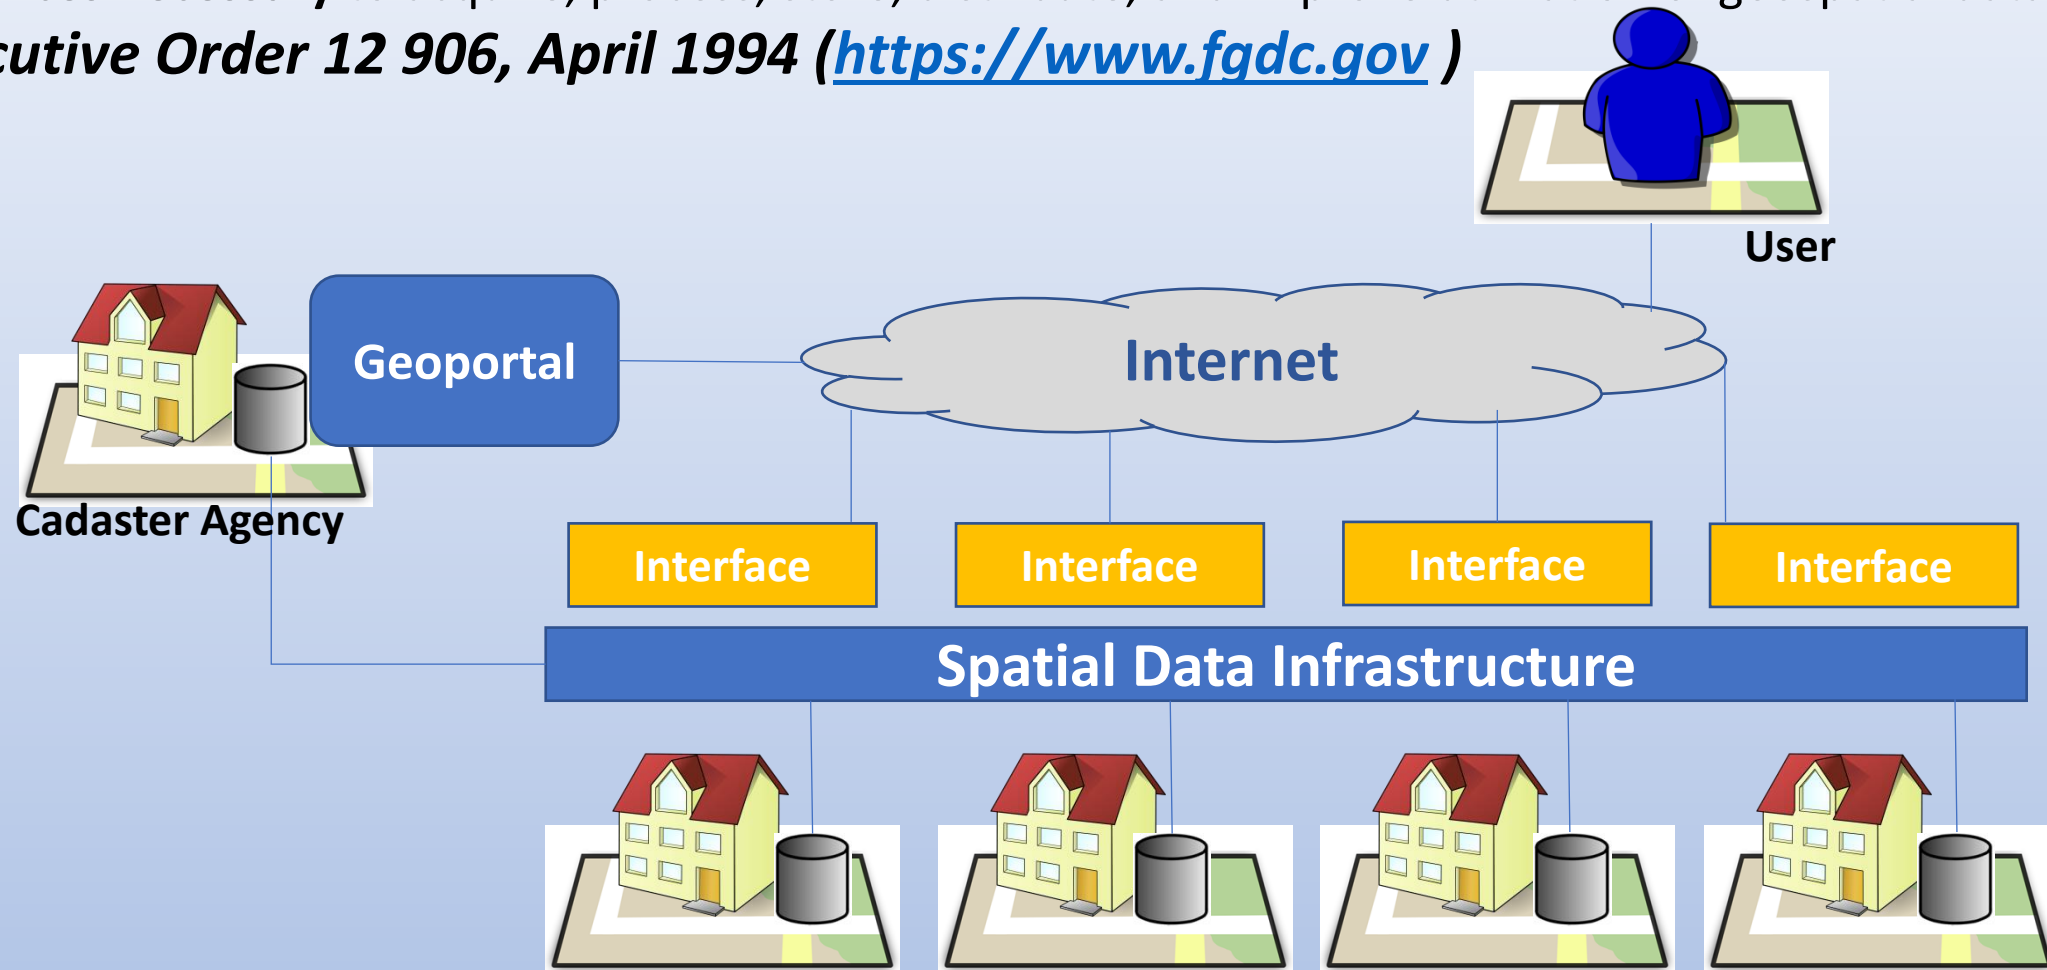 cutive Order 12 906, April 1994 (https://www.fgdc.gov )
User
Geoportal
Internet
Cadaster Agency
Interface
Interface
Interface
Interface
Spatial Data Infrastructure